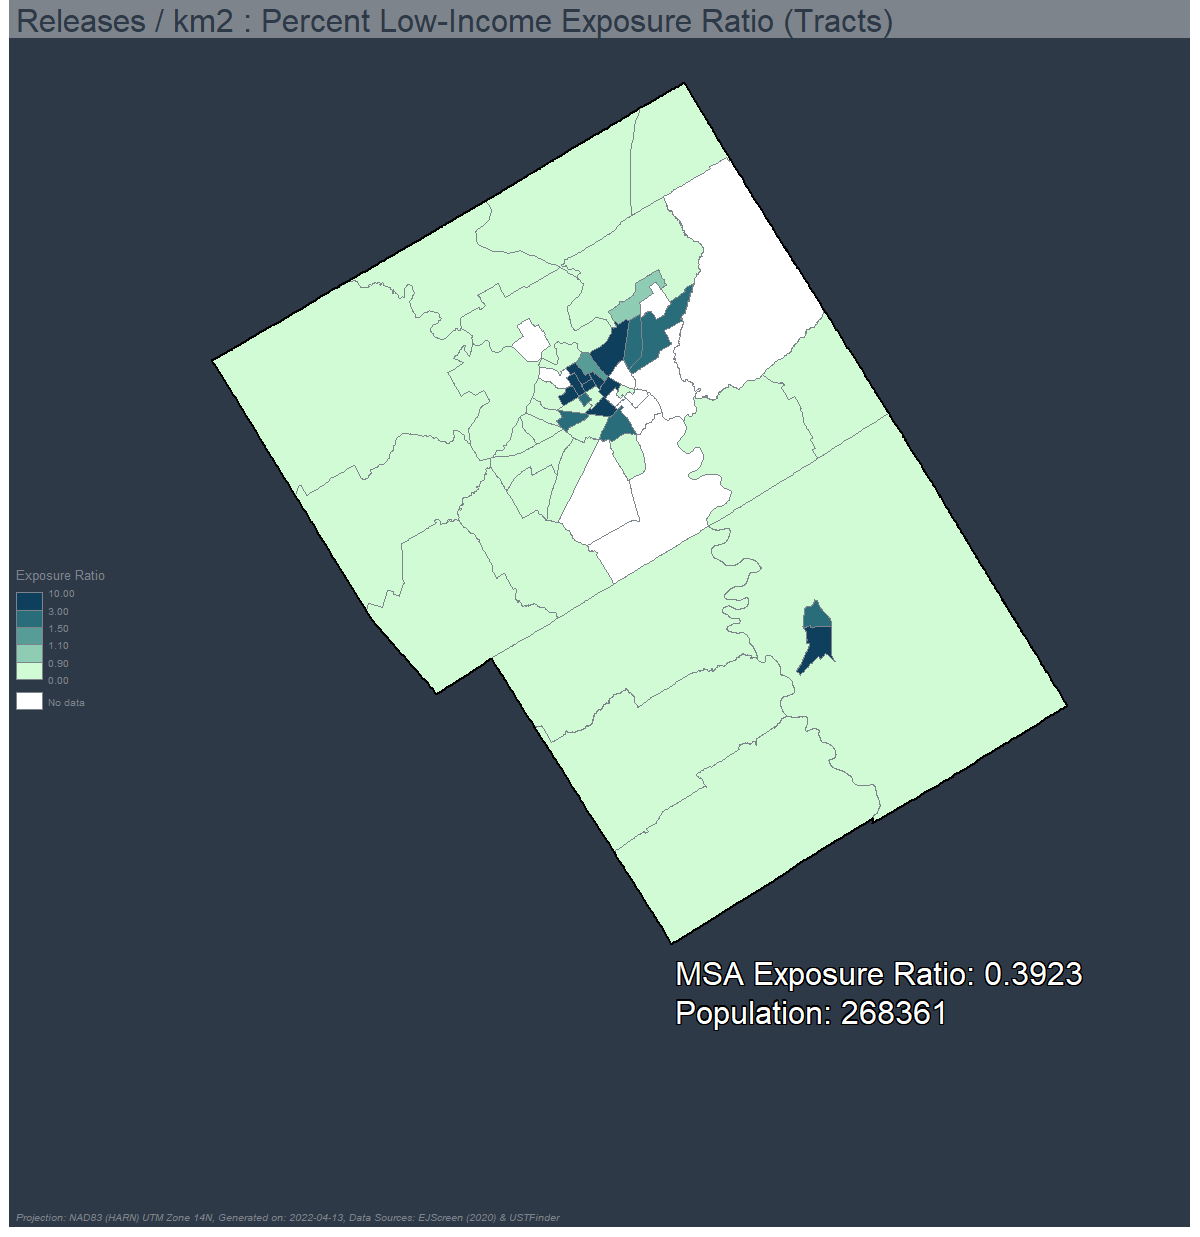 Releases / km2 : Percent Low-Income Exposure Ratio (Tracts)
Exposure Ratio
10.00
3.00
1.50
1.10
0.90
0.00
No data
MSA Exposure Ratio: 0.3923
Population: 268361
Projection: NAD83 (HARN) UTM Zone 14N, Generated on: 2022-04-13, Data Sources: EJScreen (2020) & USTFinder